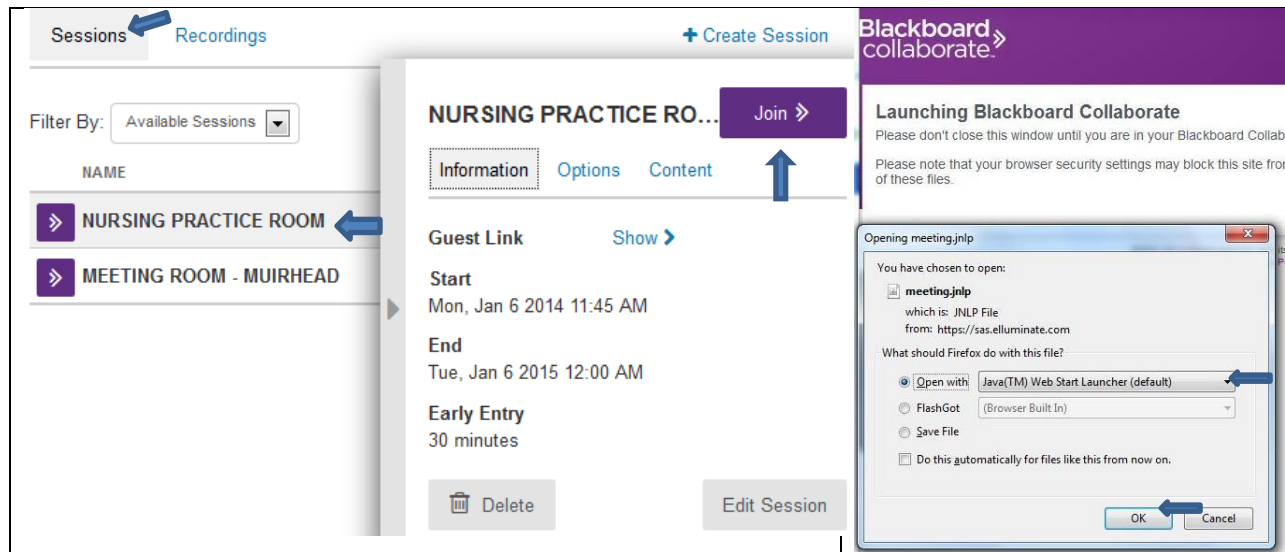 Sessions
Recordings
Create Session
Filter By: Available Sessions
NAME
NURSING PRACTICE ROOM
MEETING ROOM - MUIRHEAD
NURSING PRACTICE RO...
Join
Information Options Content
Guest Link Show
Start
Mon, Jan 6 2014 11:45 AM
End
Tue, Jan 6 2015 12:00 AM
Early Entry
30 minutes
Delete
Edit Session
Blackboard
collaborate
Launching Blackboard Collaborate
Please don't close this window until you are in your Blackboard Collab
Please note that your browser security settings may block this site from
of these files.
Opening meeting.jnlp
You have chosen to open:
meeting.jnlp
which is: JNLP File
from: https://sas.elluminate.com
What should Firefox do with this file?
Open with Java(TM) Web Start Launcher (default)
FlashGot (Browser Built In)
Save File
Do this automatically for files like this from now on.
OK
Cancel